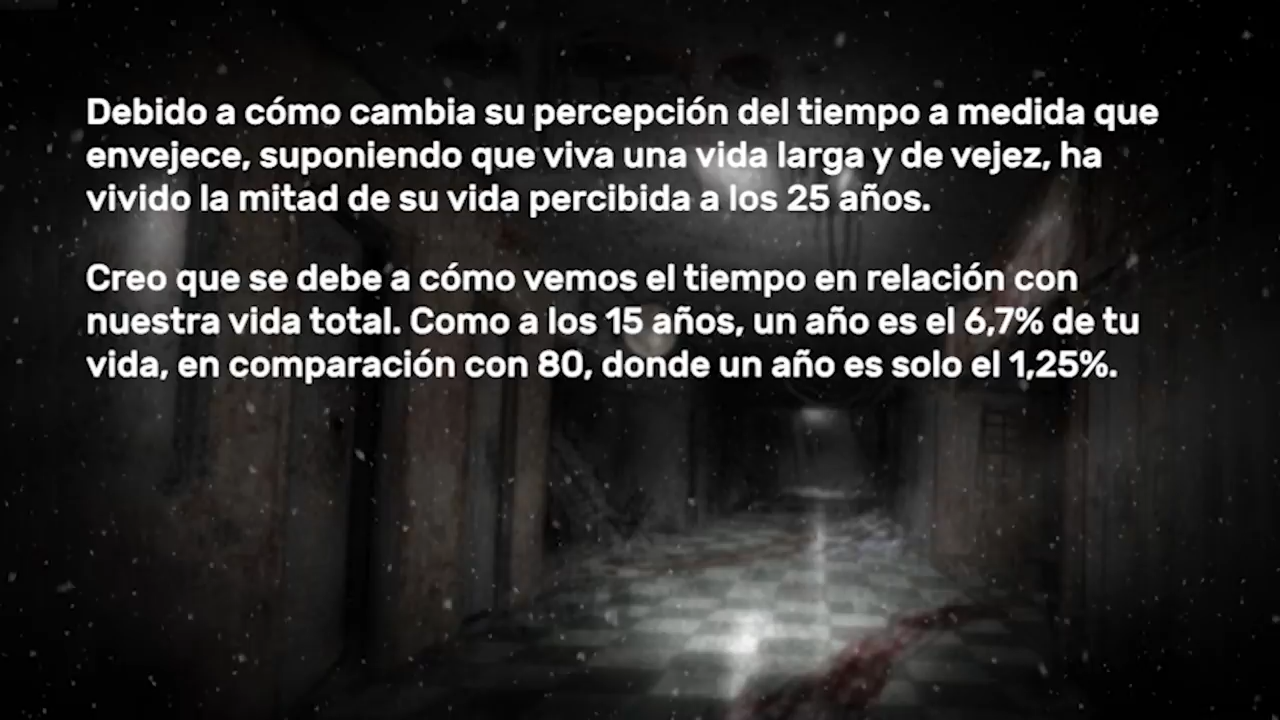 Debido a cómo cambia su percepción del tiempo a medida que
envejece, suponiendo que viva una vida larga y de vejez, ha
vivido la mitad de su vida percibida a los 25 años.
Creo que se debe a cómo vemos el tiempo en relación con
nuestra vida total. Como a los 15 años, un año es el 6,7% de tu
vida, en comparación con 80, donde un año es solo el 1,25%.